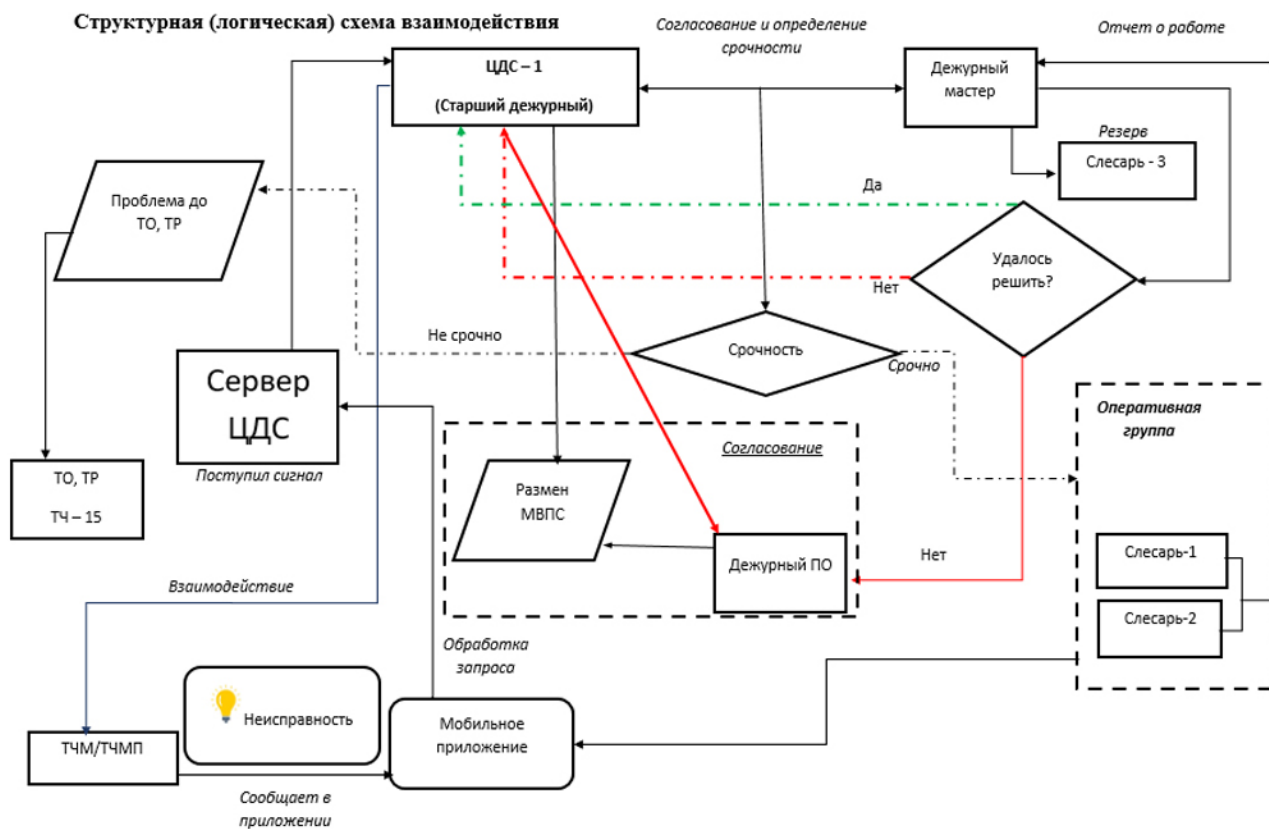 Структурная (логическая) схема взаимодействия
Согласование и определение
срочности
Отчет о работе
ЦДС – 1
(Старший дежурный)
Дежурный
мастер
Резерв
Слесарь - 3
Проблема до
ТО, ТР
Да
Удалось
решить?
Нет
Не срочно
Срочность
Срочно
Сервер
ЦДС
Поступил сигнал
Оперативная
группа
Согласование
ТО, ТР
ТЧ – 15
Размен
МВПС
Дежурный ПО
Нет
Слесарь-1
Слесарь-2
Взаимодействие
Обработка
запроса
Неисправность
Мобильное
приложение
ТЧМ/ТЧМП
Сообщает в
приложении